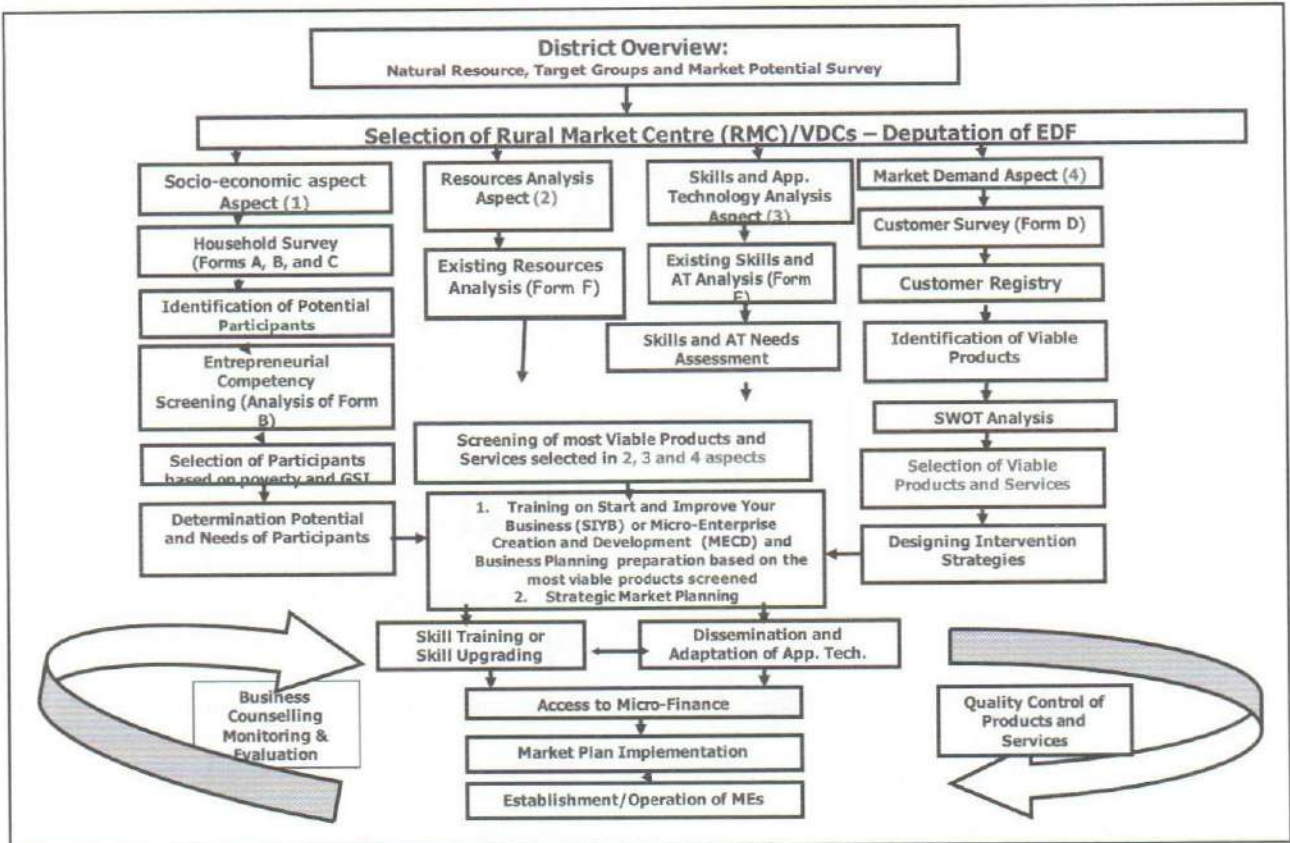 District Overview:
Natural Resource, Target Groups and Market Potential Survey
Selection of Rural Market Centre (RMC)/VDCs – Deputation of EDF
Socio-economic aspect
Aspect (1)
Household Survey
(Forms A, B, and C
Identification of Potential
Participants
Entrepreneurial
Competency
Screening (Analysis of Form
B)
Selection of Participants
based on poverty and GSI
Determination Potential
and Needs of Participants
Resources Analysis
Aspect (2)
Existing Resources
Analysis (Form F)
Skills and App.
Technology Analysis
Aspect (3)
Existing Skills and
AT Analysis (Form
E)
Skills and AT Needs
Assessment
Market Demand Aspect (4)
Customer Survey (Form D)
Customer Registry
Identification of Viable
Products
SWOT Analysis
Selection of Viable
Products and Services
Designing Intervention
Strategies
Screening of most Viable Products and
Services selected in 2, 3 and 4 aspects
1. Training on Start and Improve Your
Business (SIYB) or Micro-Enterprise
Creation and Development (MECD) and
Business Planning preparation based on the
most viable products screened
2. Strategic Market Planning
Skill Training or
Skill Upgrading
Dissemination and
Adaptation of App. Tech.
Access to Micro-Finance
Market Plan Implementation
Establishment/Operation of MEs
Business
Counselling
Monitoring &
Evaluation
Quality Control of
Products and
Services